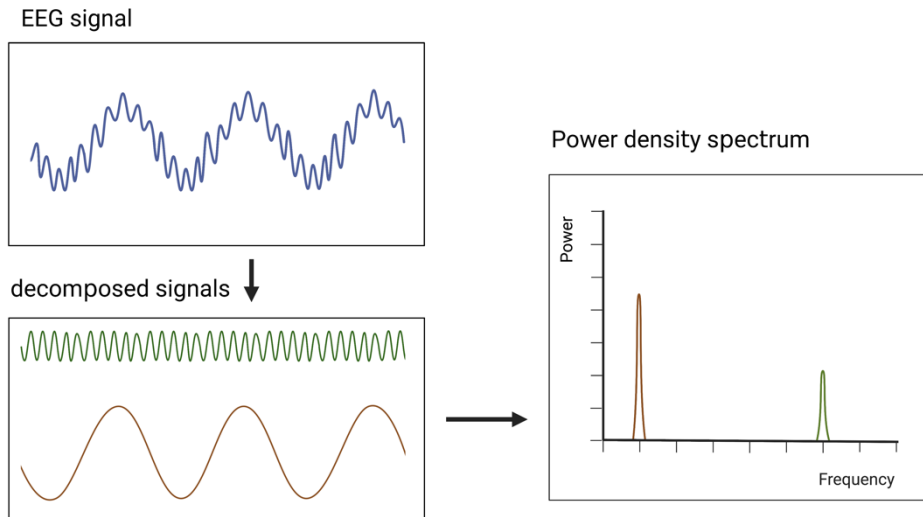 EEG signal
decomposed signals
Power density spectrum
Power
Frequency